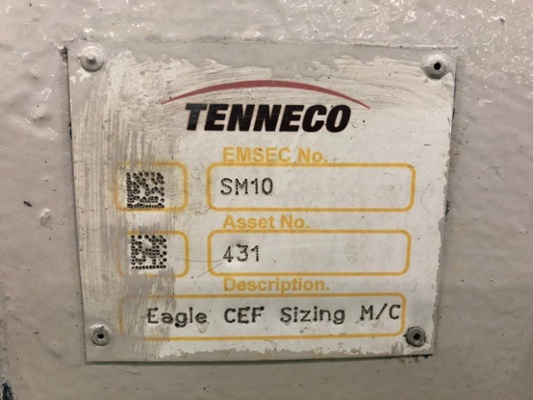 TENNECO
EMSEC No.
SM10
Asset No.
431
Description.
Eagle CEF Sizing M/C